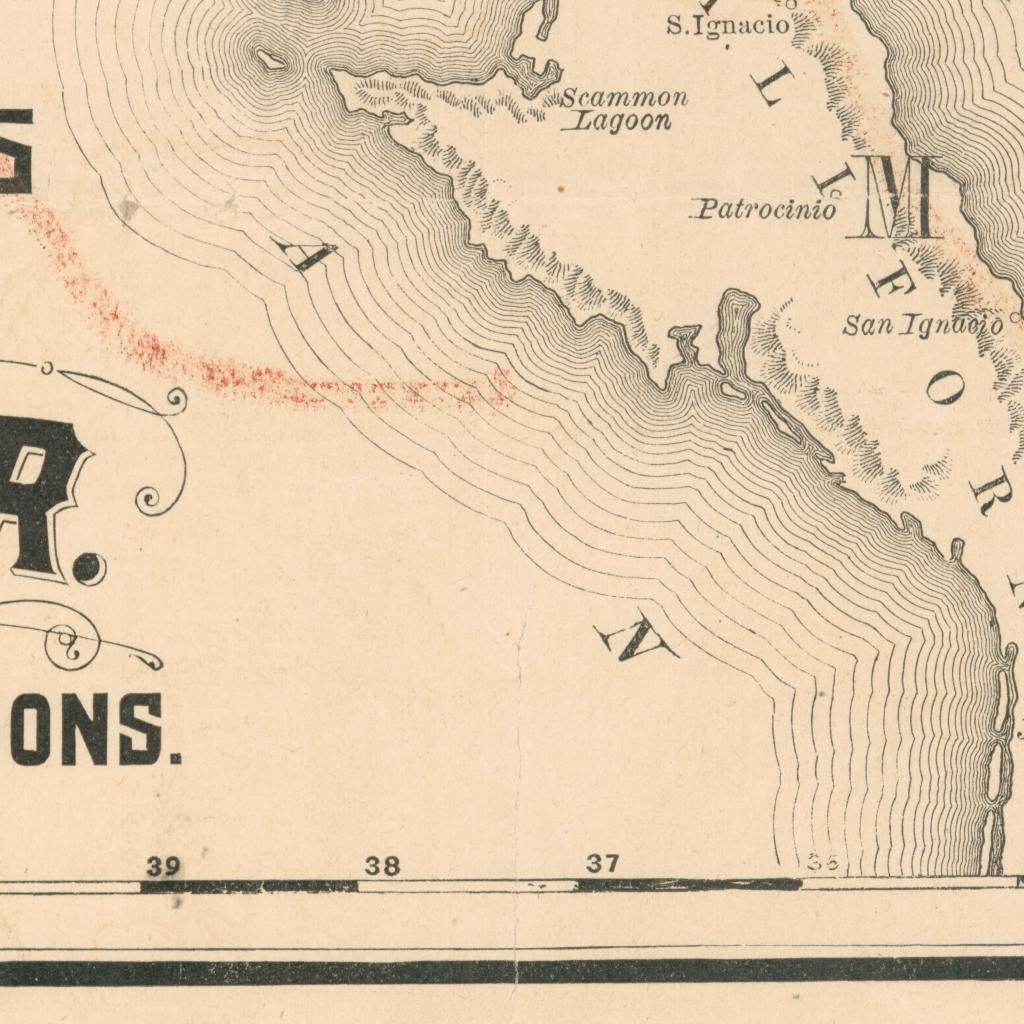 S.Ignacio
L
Scammon
Lagoon
S
I
M
Patrocinio
A
F
San Ignacio
O
R.
R
N
ONS.
39 38 37 36